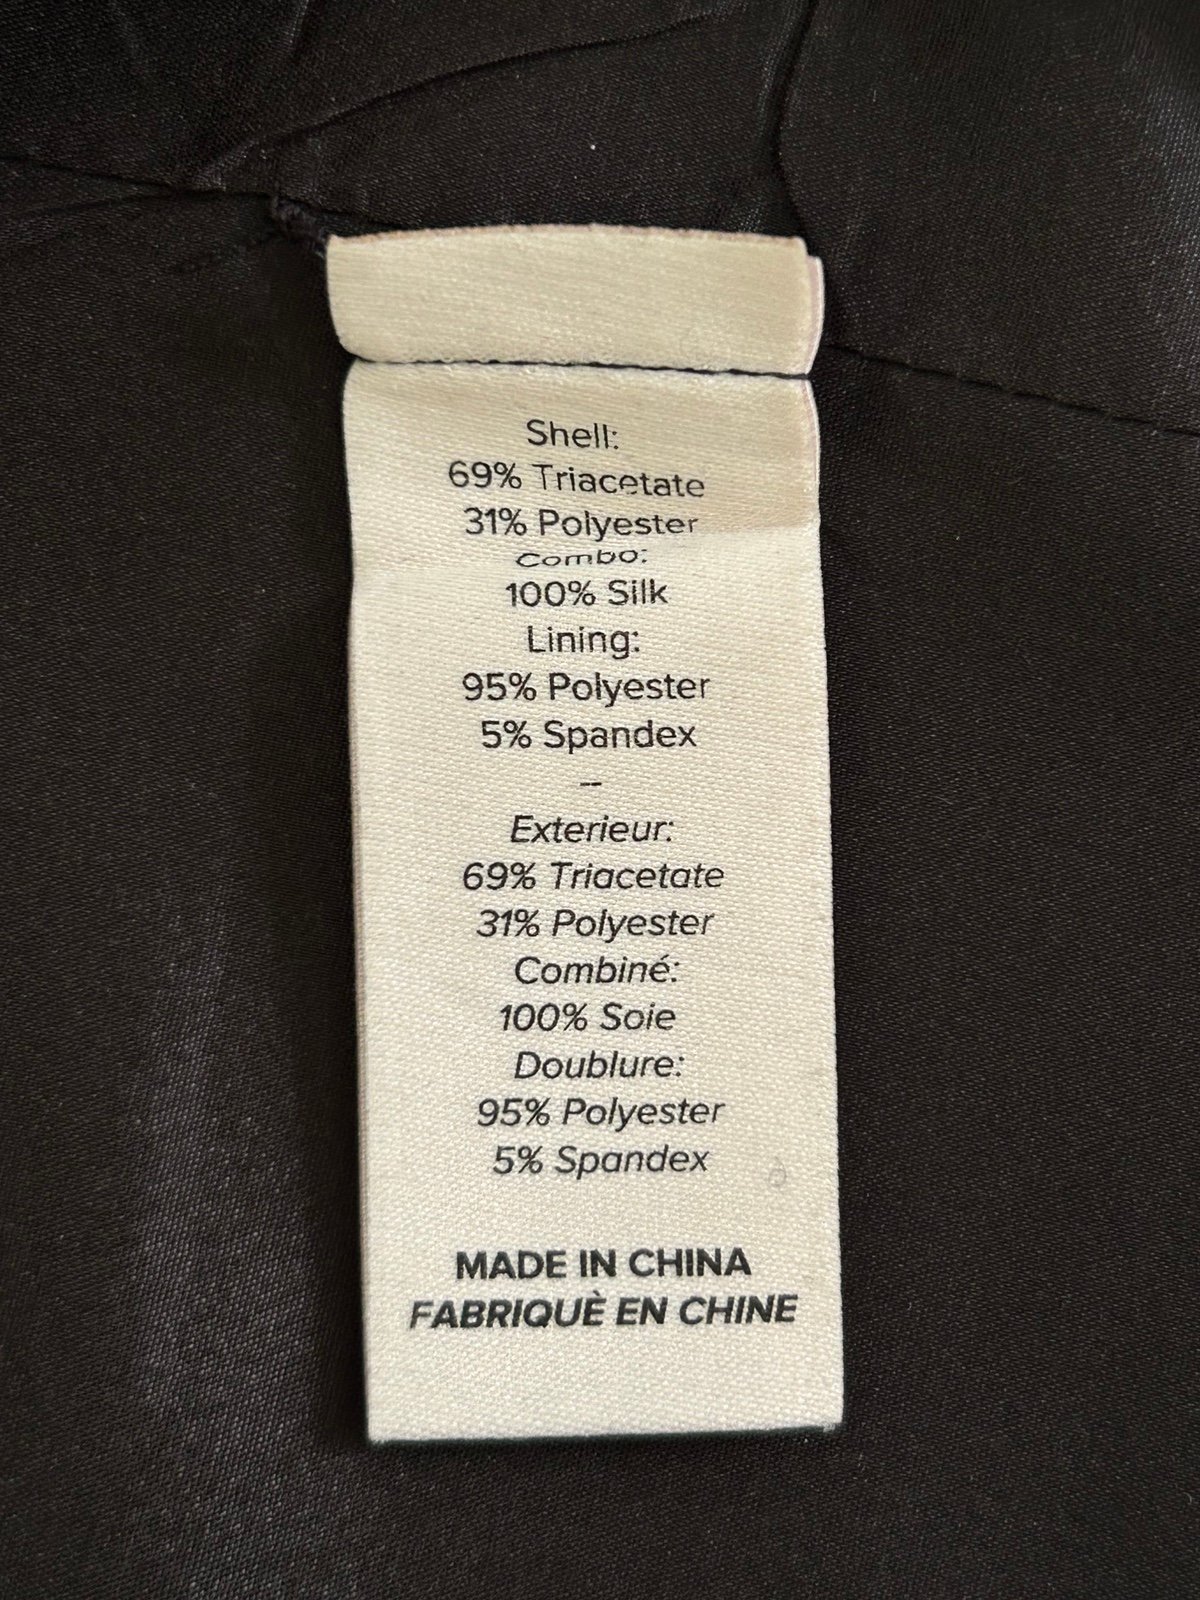 Shell:
69% Triacetate
31% Polyester
Combo:
100% Silk
Lining:
95% Polyester
5% Spandex
--
Exterieur:
69% Triacetate
31% Polyester
Combiné:
100% Soie
Doublure:
95% Polyester
5% Spandex
MADE IN CHINA
FABRIQUÈ EN CHINE